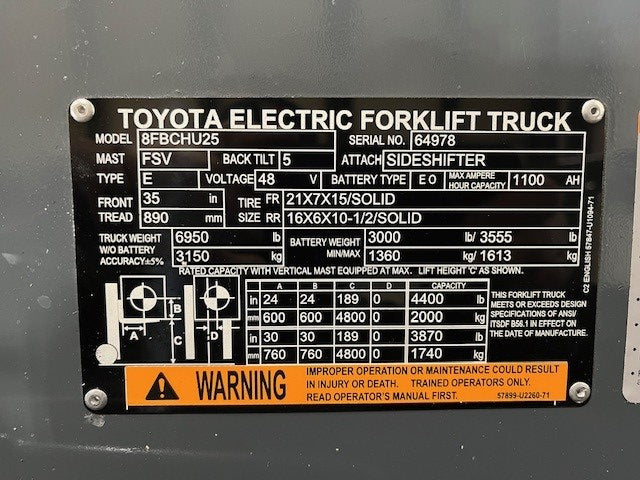 TOYOTA ELECTRIC FORKLIFT TRUCK
MODEL 8FBCHU25 SERIAL NO. 64978
MAST FSV BACK TILT 5 ATTACH SIDESHIFTER
TYPE E VOLTAGE 48 V BATTERY TYPE E O MAX AMPERE HOUR CAPACITY 1100 AH
FRONT TREAD 35 in TIRE SIZE FR 21X7X15/SOLID
890 mm RR 16X6X10-1/2/SOLID
TRUCK WEIGHT W/O BATTERY ACCURACY±5% 6950 lb BATTERY WEIGHT MIN/MAX 3000 lb/ 3555 lb
3150 kg 1360 kg/ 1613 kg
RATED CAPACITY WITH VERTICAL MAST EQUIPPED AT MAX. LIFT HEIGHT 'C' AS SHOWN.
A B C D CAPACITY
in 24 24 189 0 4400 lb
mm 600 600 4800 0 2000 kg
in 30 30 189 0 3870 lb
mm 760 760 4800 0 1740 kg
A B C D
THIS FORKLIFT TRUCK
MEETS OR EXCEEDS DESIGN
SPECIFICATIONS OF ANSI/
ITSDF B56.1 IN EFFECT ON
THE DATE OF MANUFACTURE.
C2 ENGLISH 57847-U1094-71
WARNING
IMPROPER OPERATION OR MAINTENANCE COULD RESULT
IN INJURY OR DEATH. TRAINED OPERATORS ONLY.
READ OPERATOR'S MANUAL FIRST. 57899-U2260-71